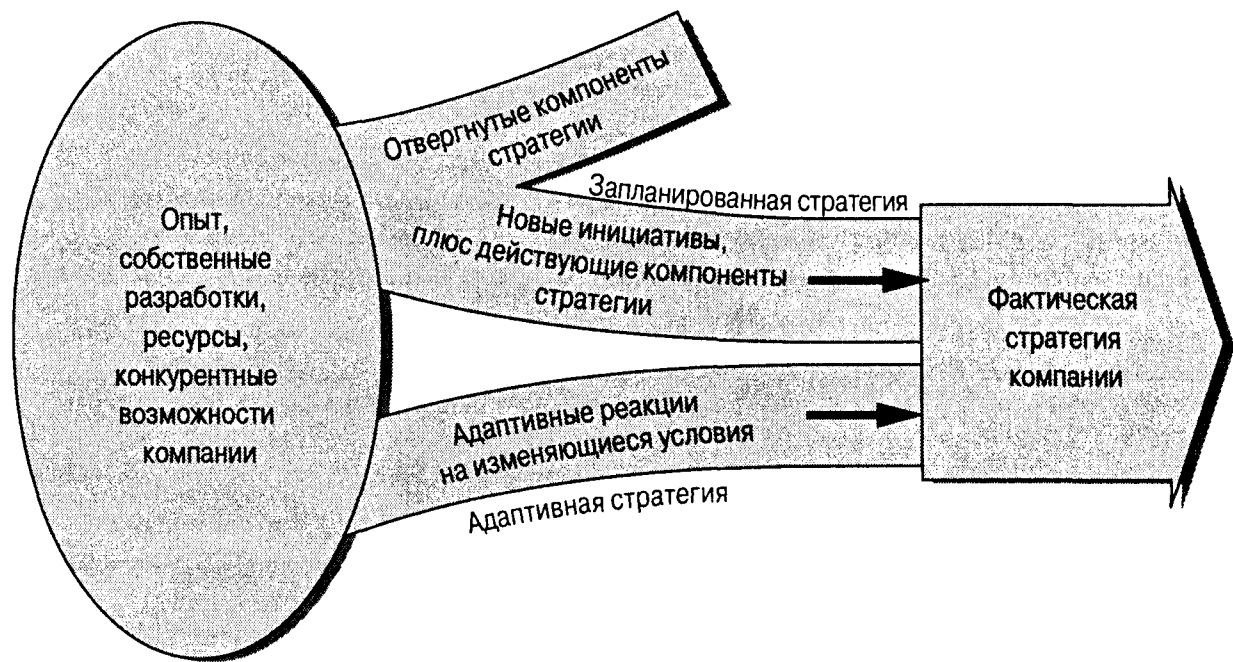 Опыт,
собственные
разработки,
ресурсы,
конкурентные
возможности
компании
Отвергнутые компоненты
стратегии
Запланированная стратегия
Новые инициативы,
плюс действующие компоненты
стратегии
Адаптивные реакции
на изменяющиеся условия
Адаптивная стратегия
Фактическая
стратегия
компании